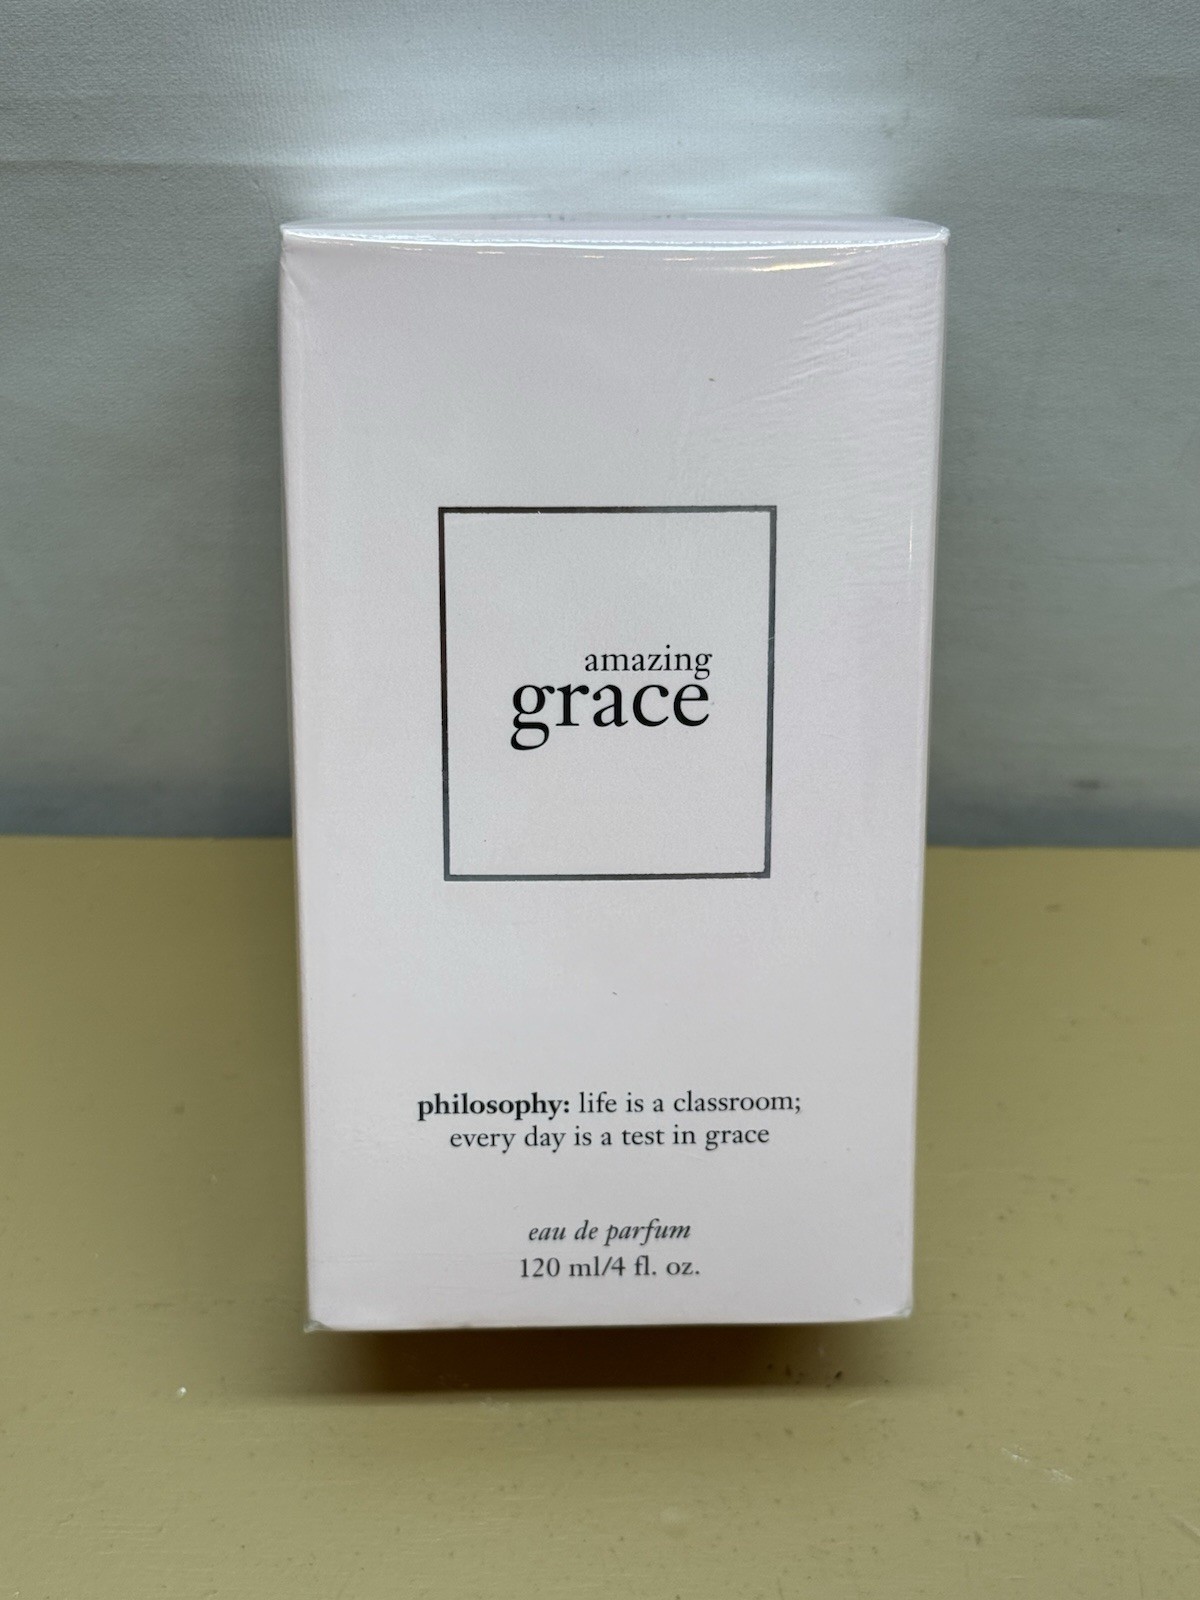 amazing
grace
philosophy: life is a classroom;
every day is a test in grace
eau de parfum
120 ml/4 fl. oz.